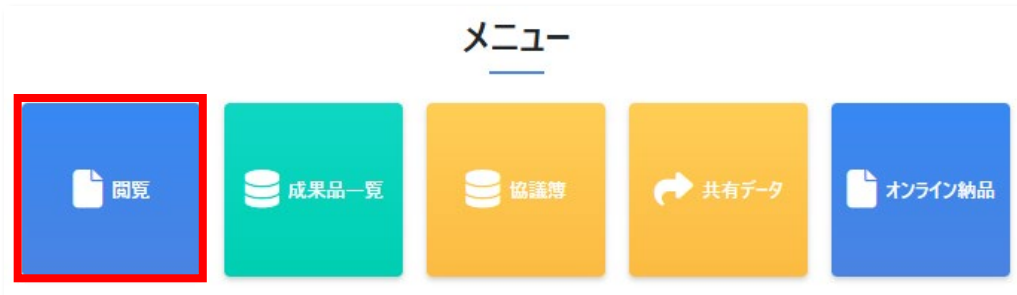 メニュー
閲覧
成果品一覧
協議簿
共有データ
オンライン納品